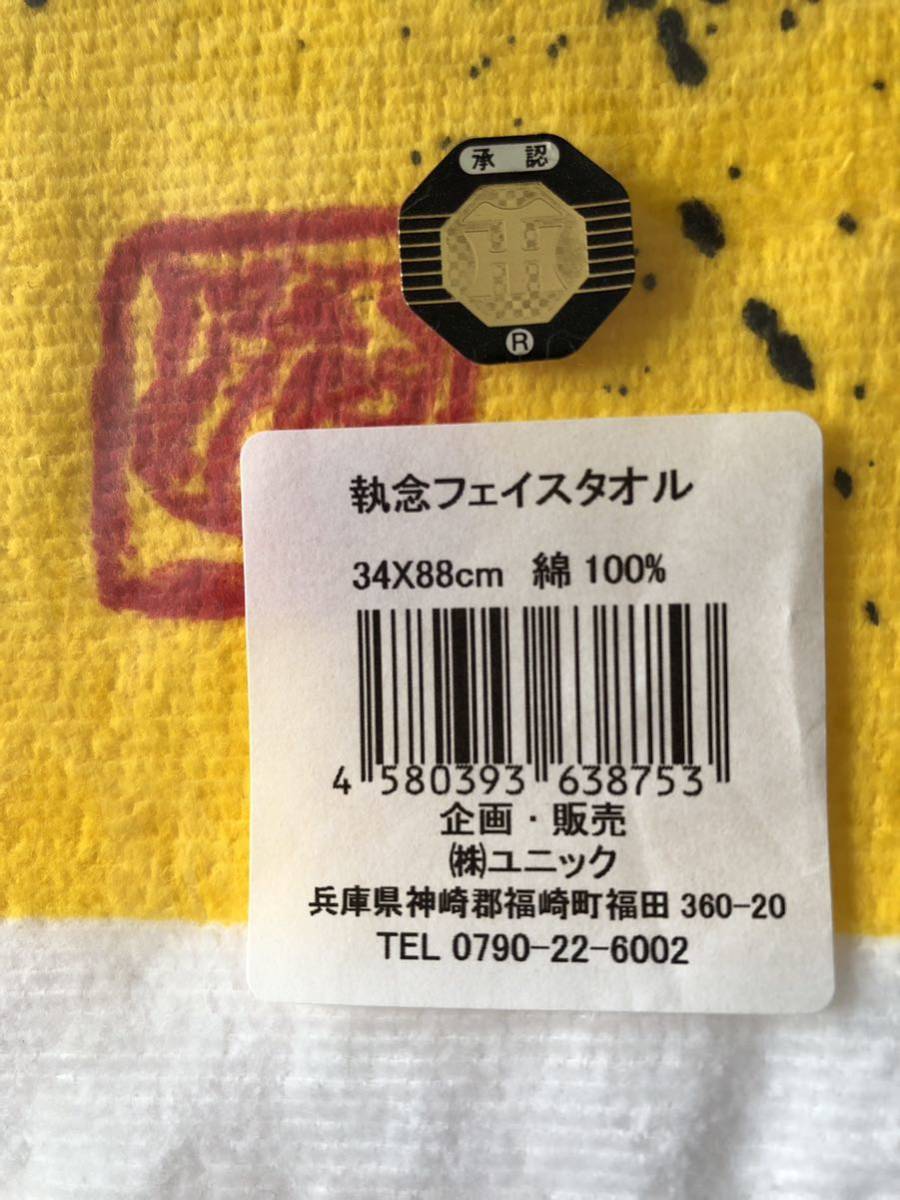 承認
R
執念フェイスタオル
34X88cm 綿 100%
4 580393 638753
企画・販売
㈱ユニック
兵庫県神崎郡福崎町福田 360-20
TEL 0790-22-6002